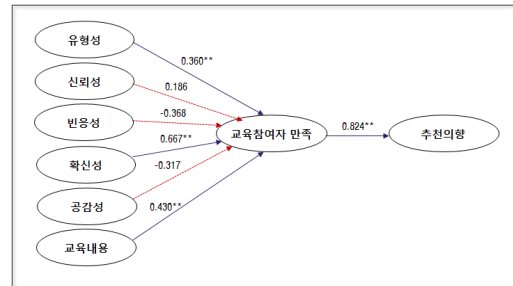 유형성
0.360**
신뢰성
0.186
빈응성
-0.368
교육참여자 만족
0.824**
추천의향
0.667**
확신성
-0.317
공감성
0.430**
교육내용